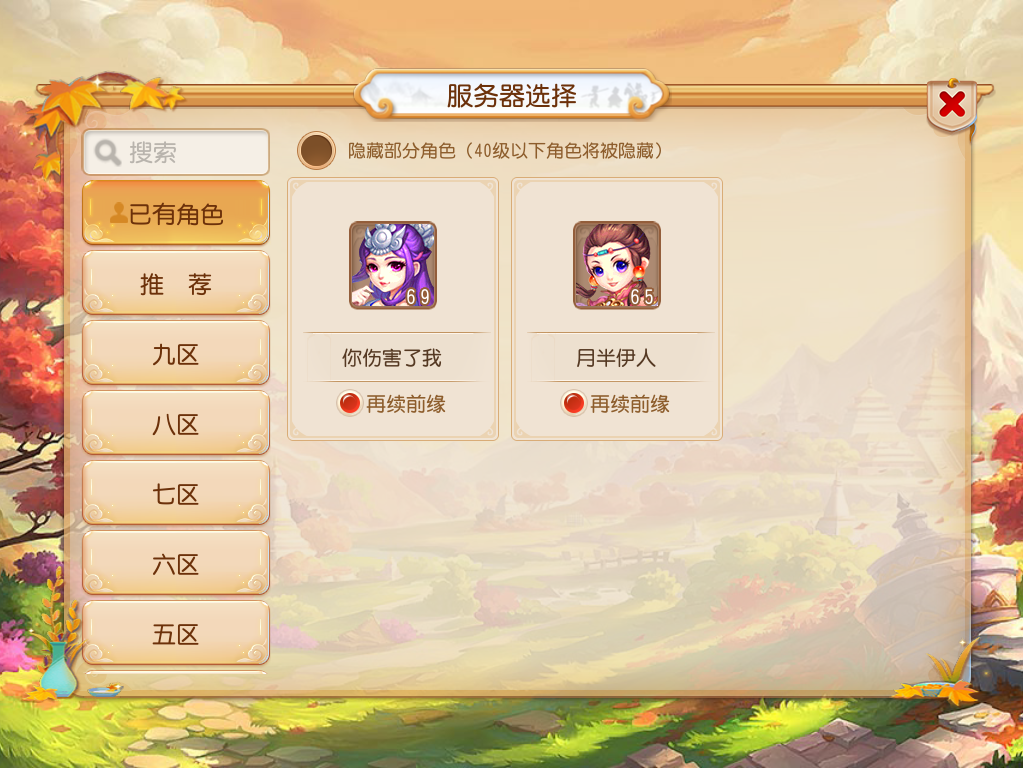 服务器选择
搜索
隐藏部分角色（40级以下角色将被隐藏）
已有角色
推 荐
九区
八区
七区
六区
五区
69
你伤害了我
再续前缘
65
月半伊人
再续前缘